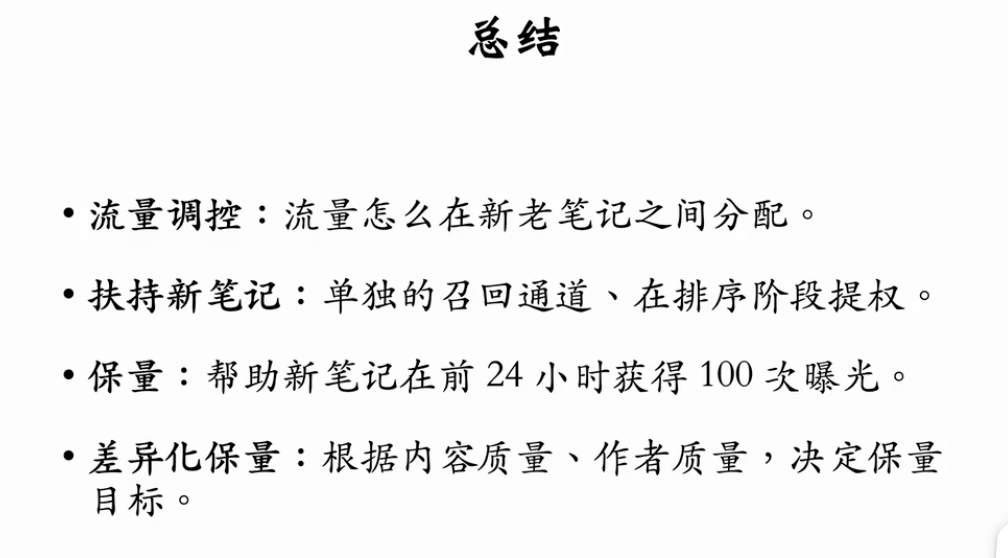 总结
• 流量调控：流量怎么在新老笔记之间分配。
• 扶持新笔记：单独的召回通道、在排序阶段提权。
• 保量：帮助新笔记在前 24 小时获得 100 次曝光。
• 差异化保量：根据内容质量、作者质量，决定保量
目标。